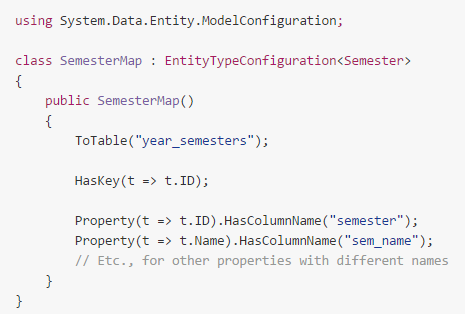 using System.Data.Entity.ModelConfiguration;
class SemesterMap : EntityTypeConfiguration<Semester>
{
public SemesterMap()
{
ToTable("year_semesters");
HasKey(t => t.ID);
Property(t => t.ID).HasColumnName("semester");
Property(t => t.Name).HasColumnName("sem_name");
// Etc., for other properties with different names
}
}